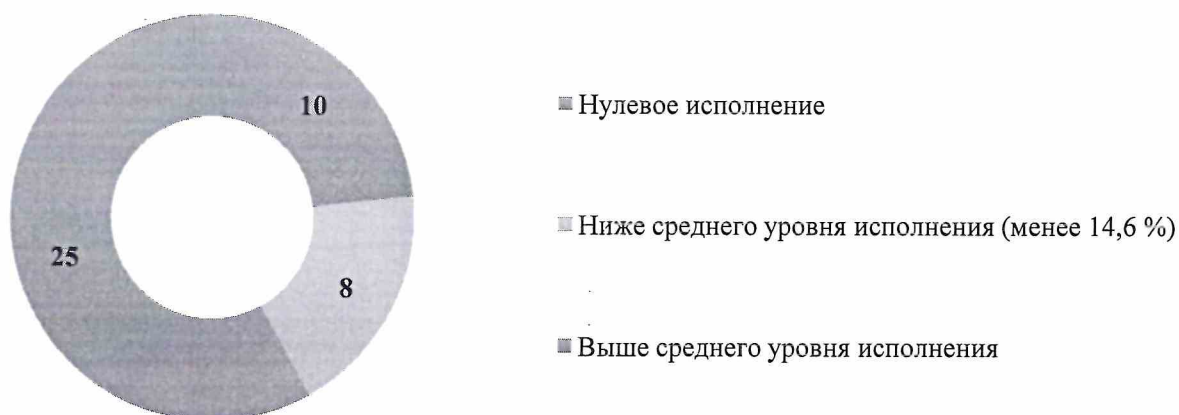 10
Нулевое исполнение
Ниже среднего уровня исполнения (менее 14,6 %)
25
8
Выше среднего уровня исполнения